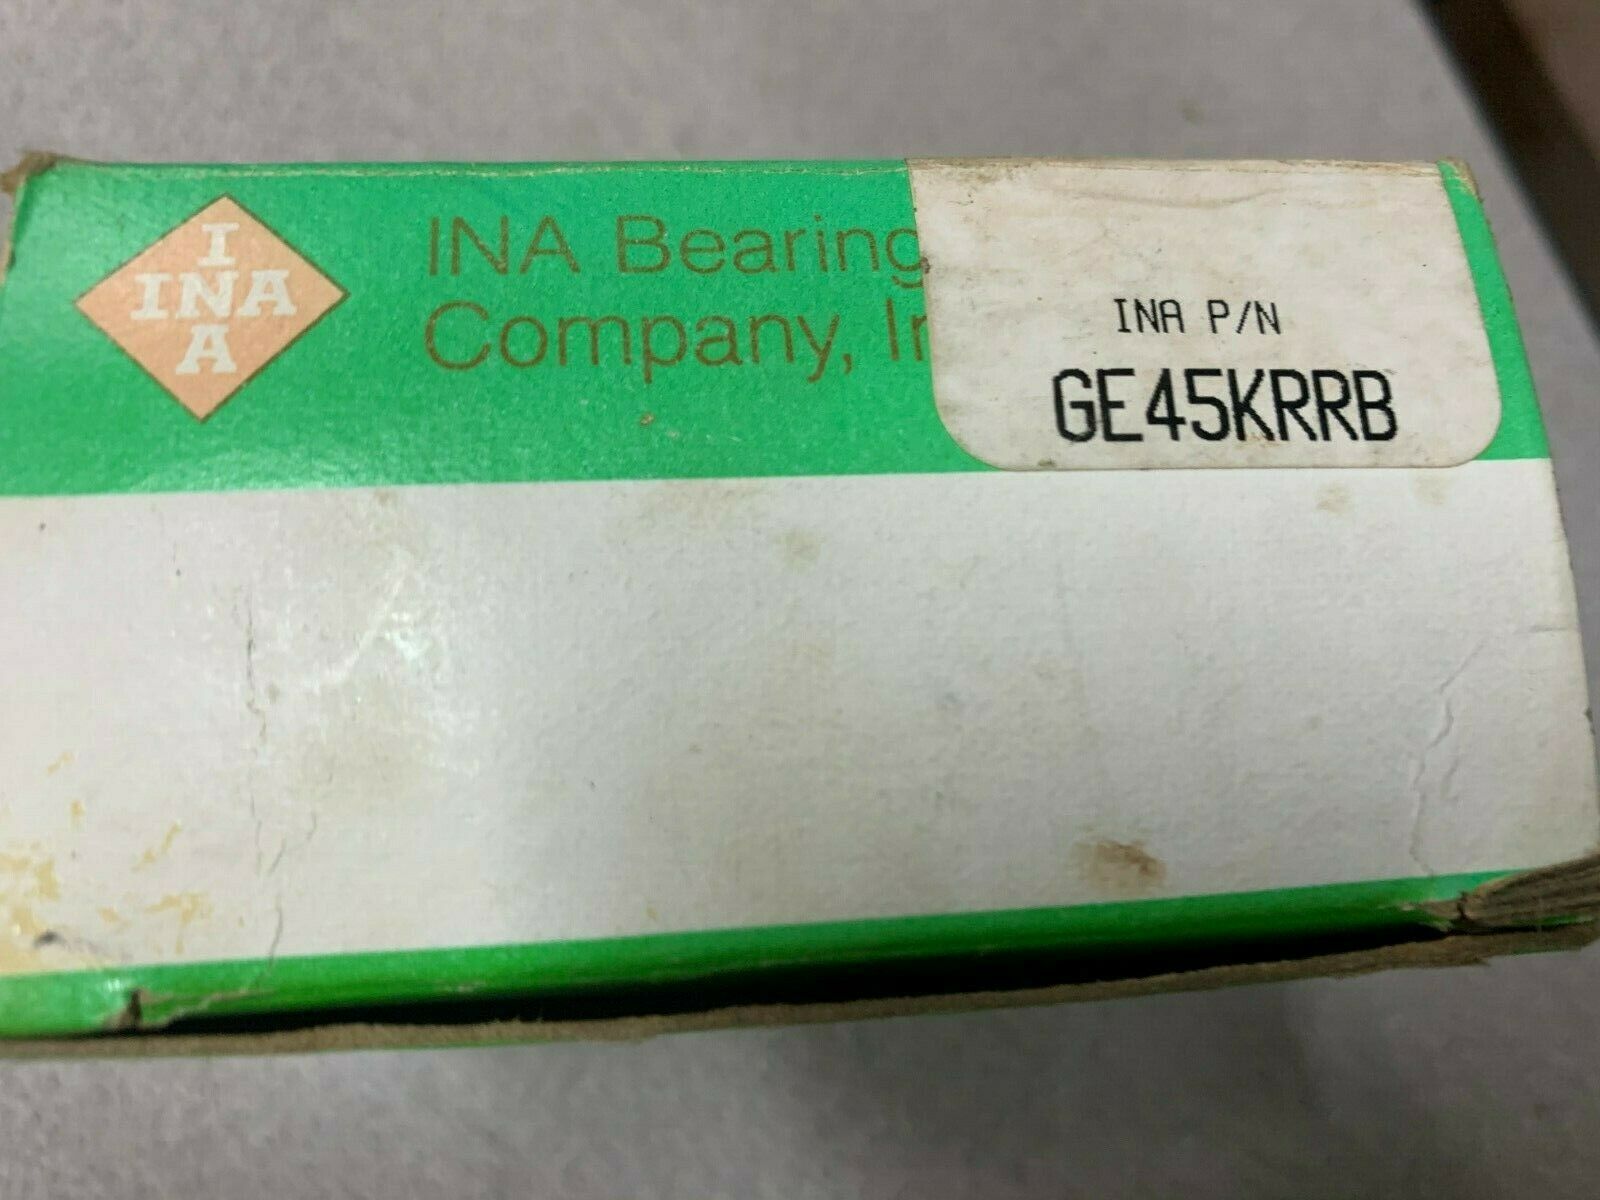 I
INA
A
INA Bearing
Company, In
INA P/N
GE45KRRB